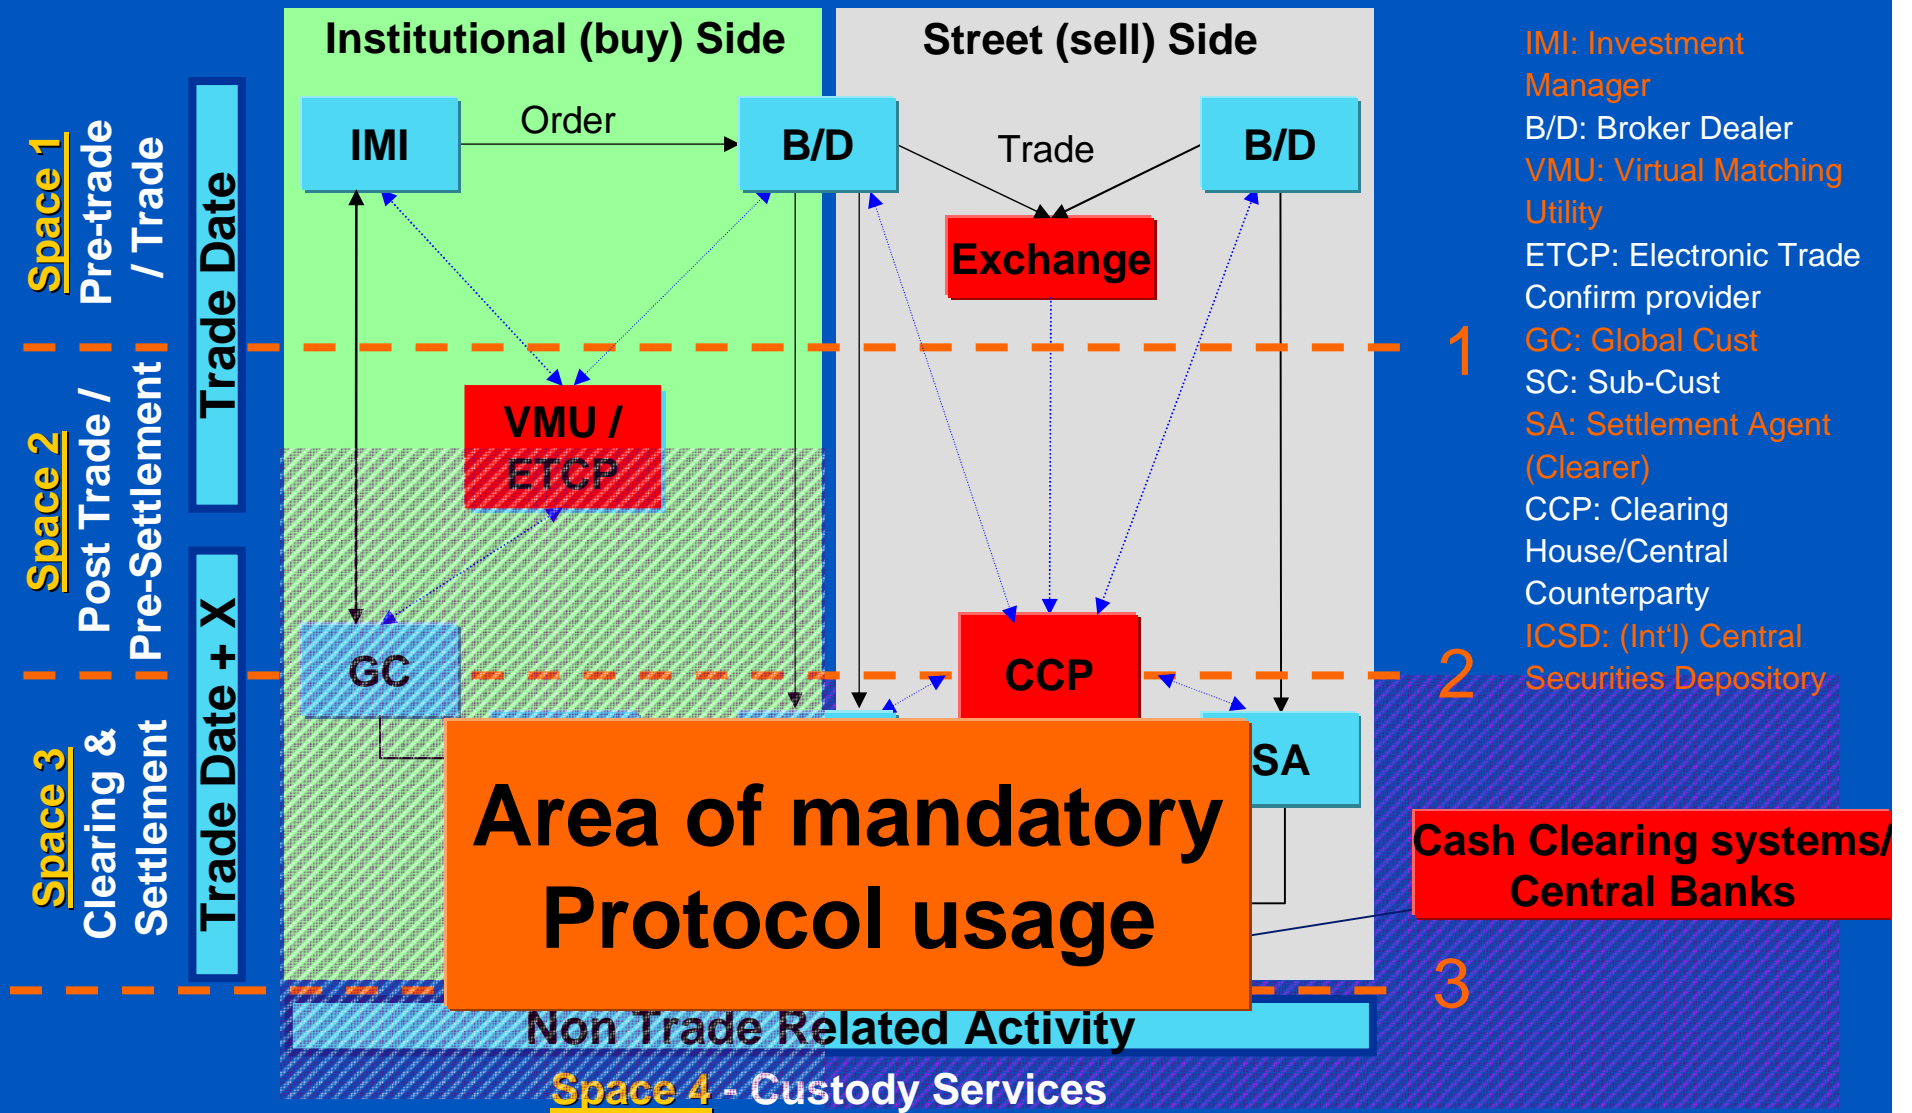 Institutional (buy) Side
Street (sell) Side
Space 1
Pre-trade
/ Trade
Space 2
Post Trade /
Pre-Settlement
Space 3
Clearing &
Settlement
Trade Date
Trade Date + X
IMI
Order
B/D
Trade
B/D
Exchange
1
VMU /
ETCP
GC
CCP
2
SA
Area of mandatory
Protocol usage
Cash Clearing systems/
Central Banks
3
Non Trade Related Activity
Space 4 - Custody Services
IMI: Investment
Manager
B/D: Broker Dealer
VMU: Virtual Matching
Utility
ETCP: Electronic Trade
Confirm provider
GC: Global Cust
SC: Sub-Cust
SA: Settlement Agent
(Clearer)
CCP: Clearing
House/Central
Counterparty
ICSD: (Int‘l) Central
Securities Depository